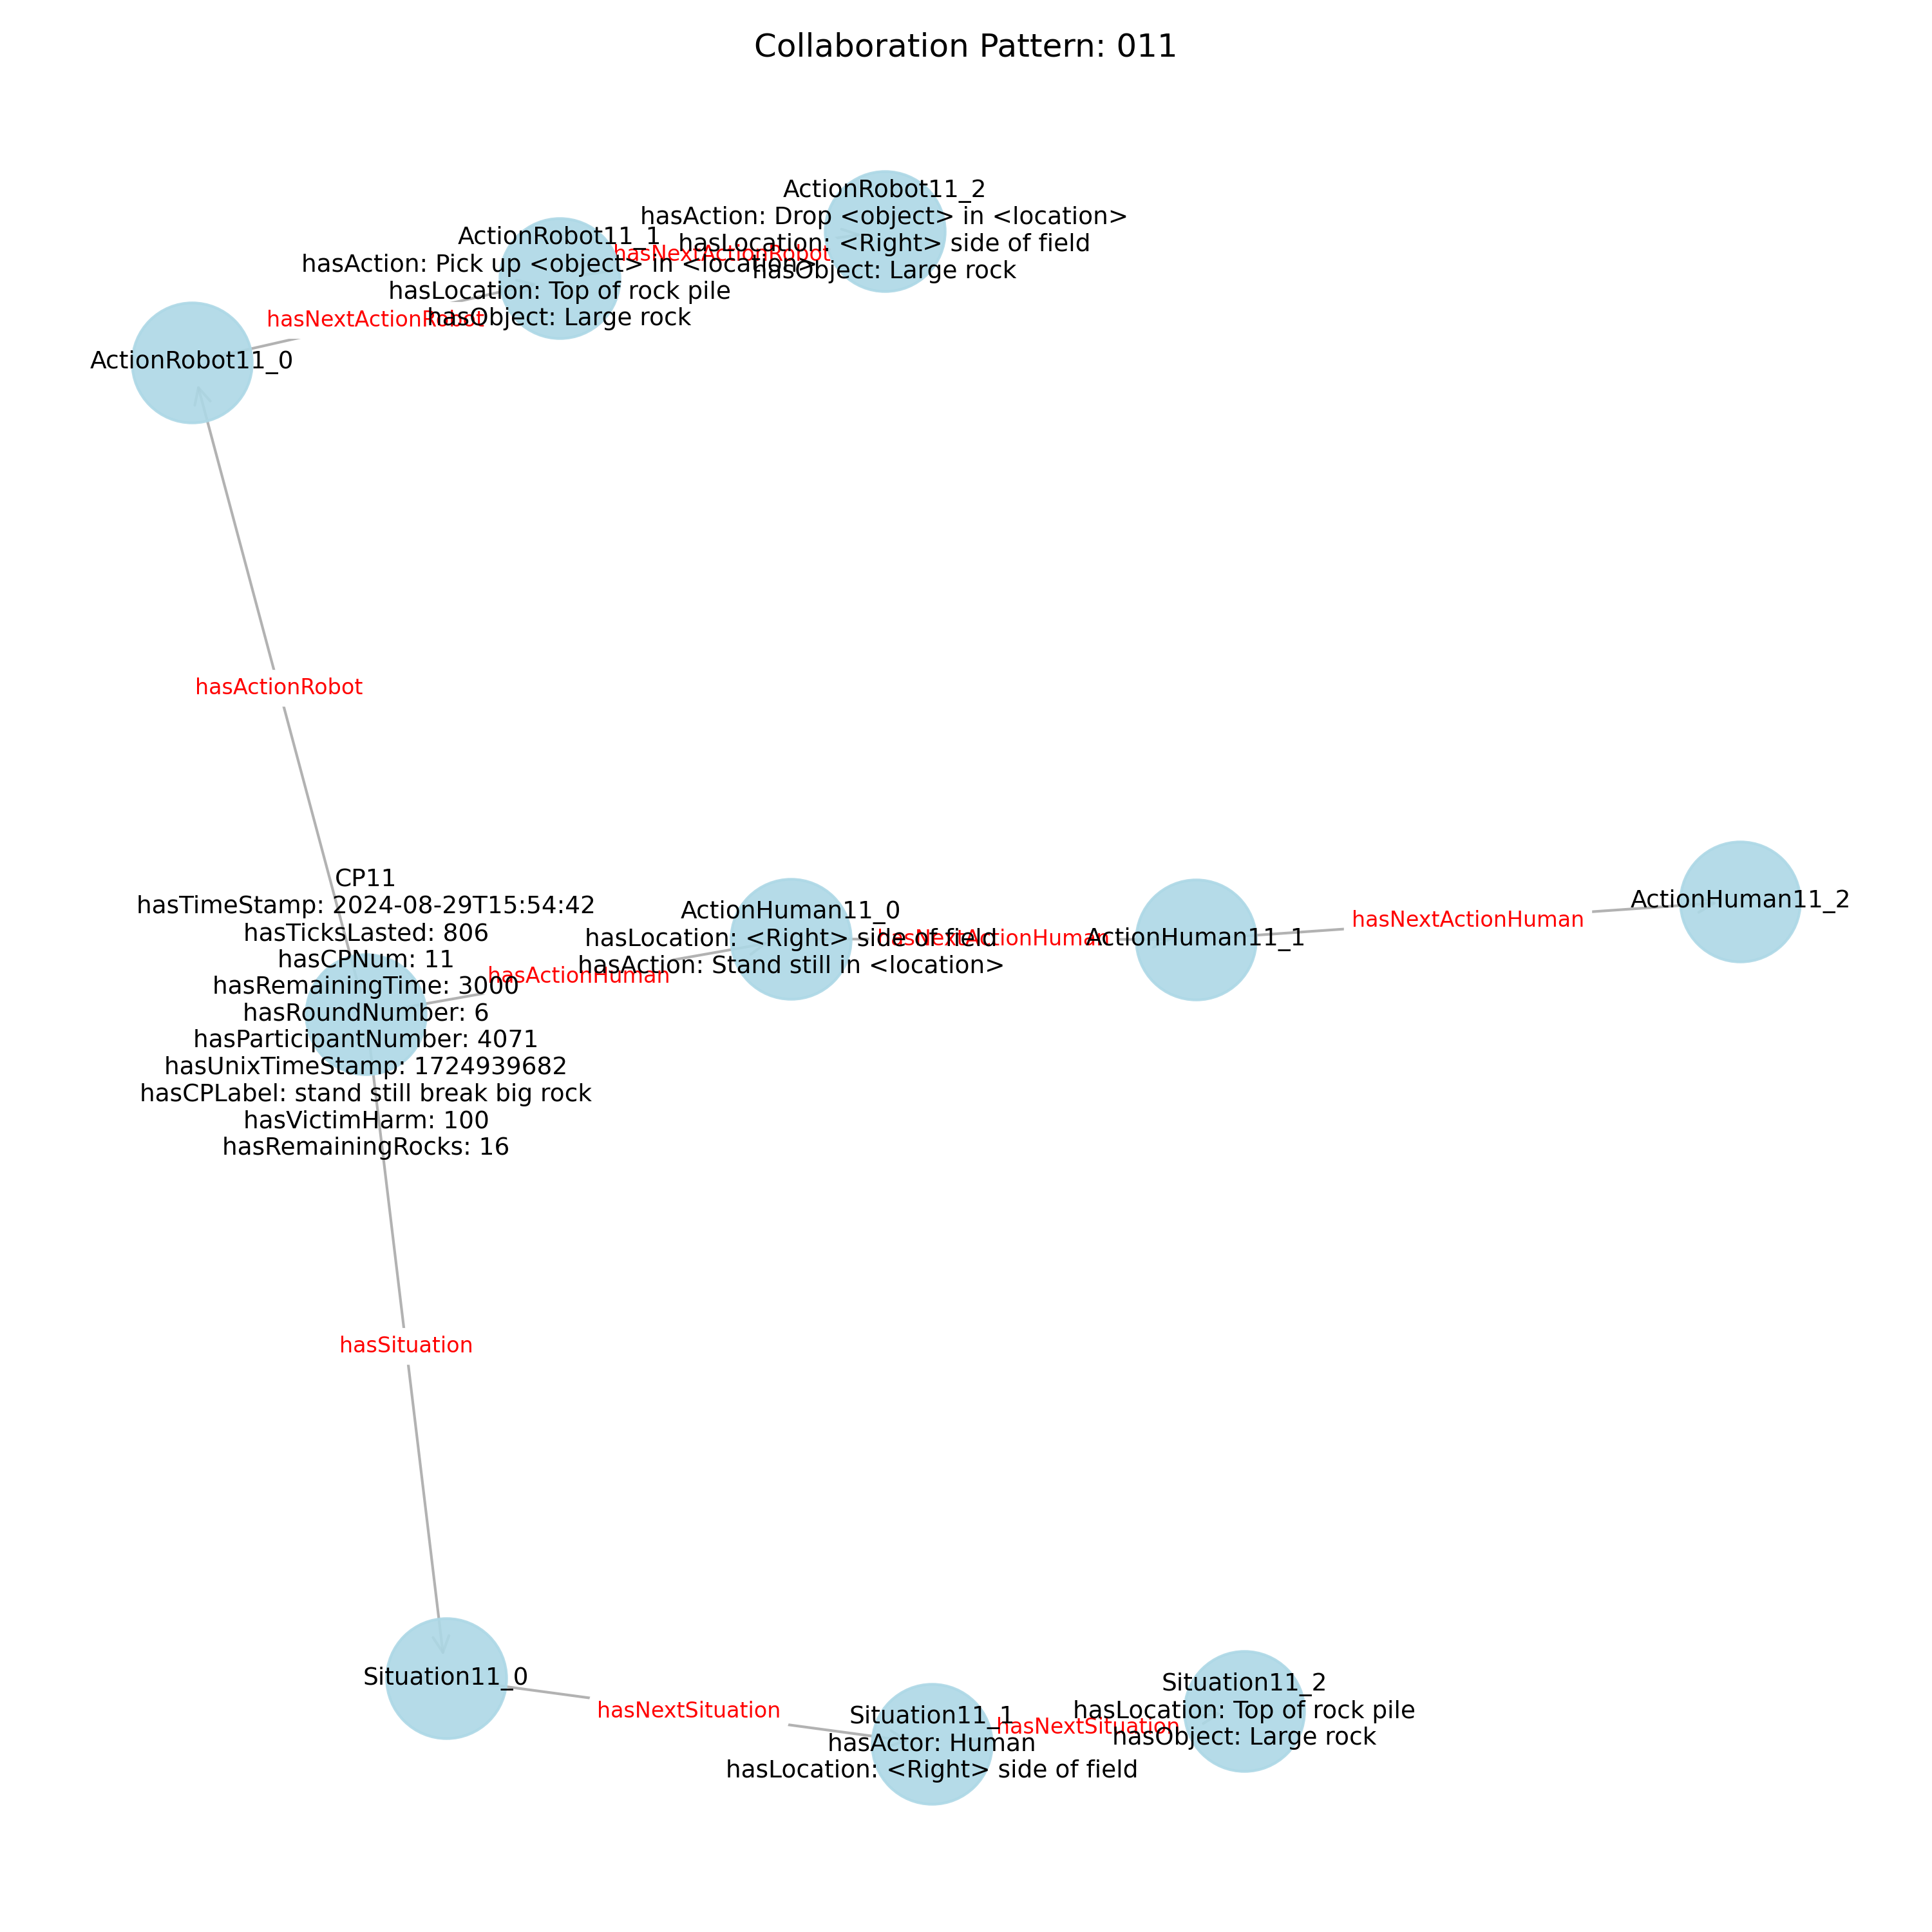 Collaboration Pattern: 011
ActionRobot11_2
hasAction: Drop <object> in <location>
hasLocation: <Right> side of field
hasObject: Large rock
hasNextActionRobot
ActionRobot11_1
hasAction: Pick up <object> in <location>
hasLocation: Top of rock pile
hasObject: Large rock
hasNextActionRobot
ActionRobot11_0
hasActionRobot
CP11
hasTimeStamp: 2024-08-29T15:54:42
hasTicksLasted: 806
hasCPNum: 11
hasRemainingTime: 3000
hasRoundNumber: 6
hasParticipantNumber: 4071
hasUnixTimeStamp: 1724939682
hasCPLabel: stand still break big rock
hasVictimHarm: 100
hasRemainingRocks: 16
hasActionHuman
ActionHuman11_0
hasLocation: <Right> side of field
hasAction: Stand still in <location>
hasNextActionHuman
ActionHuman11_1
hasNextActionHuman
ActionHuman11_2
hasSituation
Situation11_0
hasNextSituation
Situation11_1
hasActor: Human
hasLocation: <Right> side of field
hasNextSituation
Situation11_2
hasLocation: Top of rock pile
hasObject: Large rock